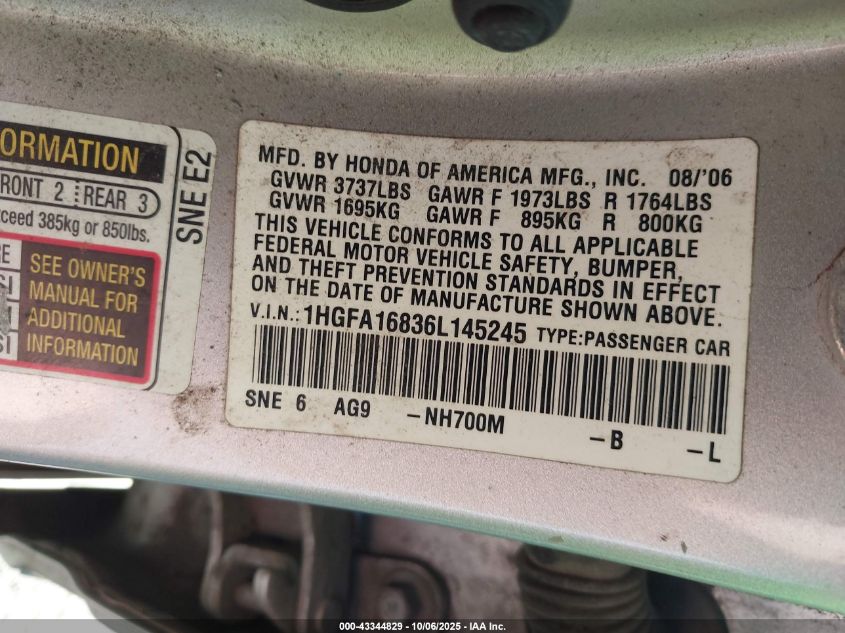 ORMATION
FRONT 2 REAR 3
xceed 385kg or 850lbs.
RE
SEE OWNER'S
MANUAL FOR
ADDITIONAL
INFORMATION
SNE E2
MFD. BY HONDA OF AMERICA MFG., INC. 08/'06
GVWR 3737LBS GAWR F 1973LBS R 1764LBS
GVWR 1695KG GAWR F 895KG R 800KG
THIS VEHICLE CONFORMS TO ALL APPLICABLE
FEDERAL MOTOR VEHICLE SAFETY, BUMPER,
AND THEFT PREVENTION STANDARDS IN EFFECT
ON THE DATE OF MANUFACTURE SHOWN ABOVE.
V.I.N.: 1HGFA16836L145245 TYPE:PASSENGER CAR
SNE 6 AG9 -NH700M -B -L
000-43344829 - 10/06/2025 - IAA Inc.